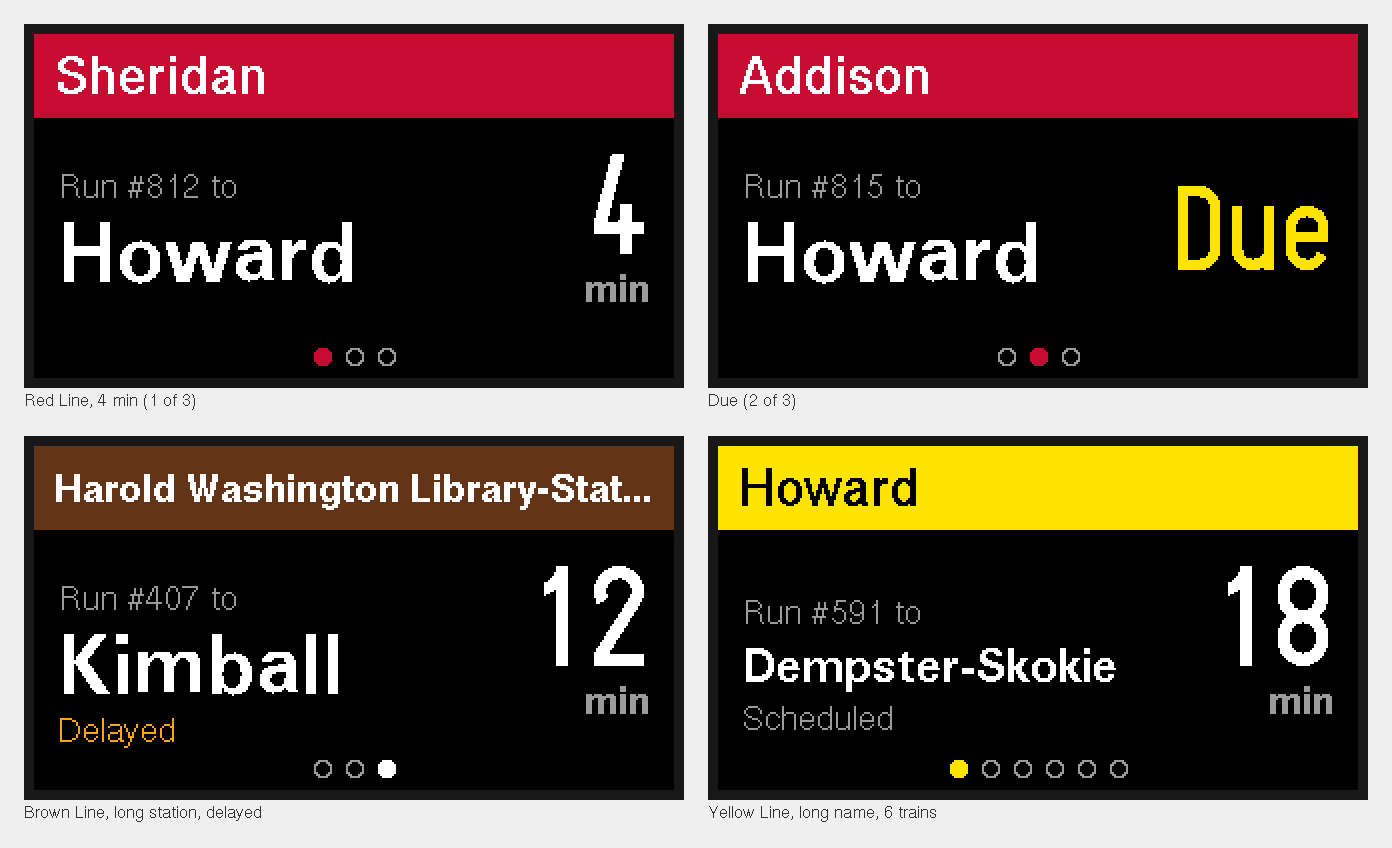 Sheridan
Run #812 to
Howard
4
min
Red Line, 4 min (1 of 3)
Addison
Run #815 to
Howard
Due
Due (2 of 3)
Harold Washington Library-Stat...
Run #407 to
Kimball
Delayed
12
min
Brown Line, long station, delayed
Howard
Run #591 to
Dempster-Skokie
Scheduled
18
min
Yellow Line, long name, 6 trains